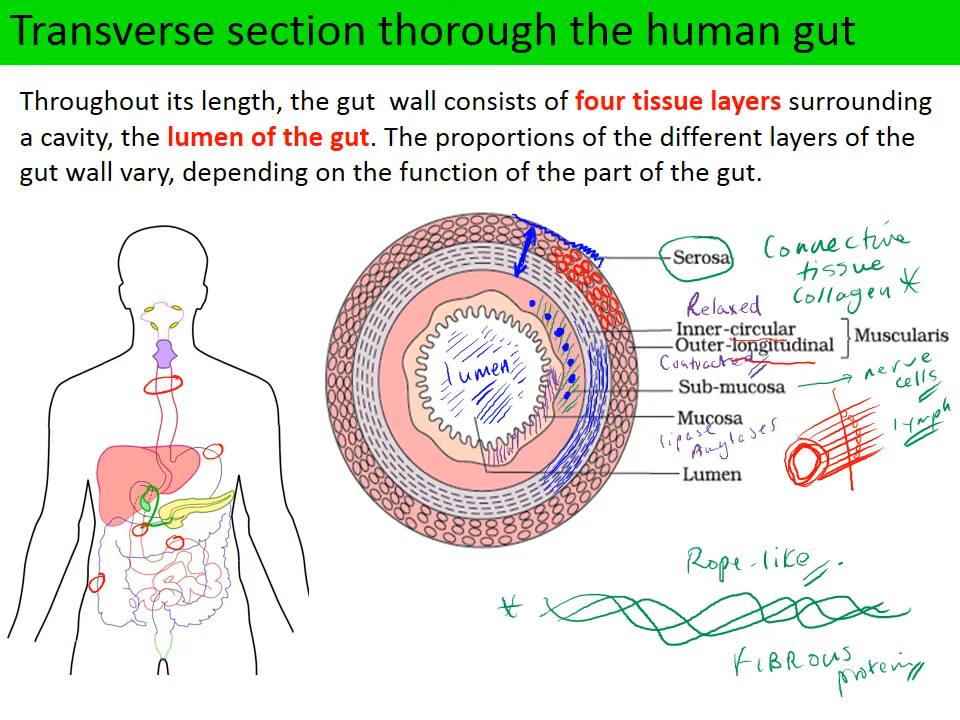 Transverse section thorough the human gut
Throughout its length, the gut wall consists of four tissue layers surrounding
a cavity, the lumen of the gut. The proportions of the different layers of the
gut wall vary, depending on the function of the part of the gut.
Serosa
Connective
tissue
Collagen *
Relaxed
Inner-circular
Outer-longitudinal
Muscularis
Contracted
Sub-mucosa
nerve
cells
lymph
Mucosa
Lipase
Amylases
Lumen
lumen
Rope-like
*
FIBROUS
protein